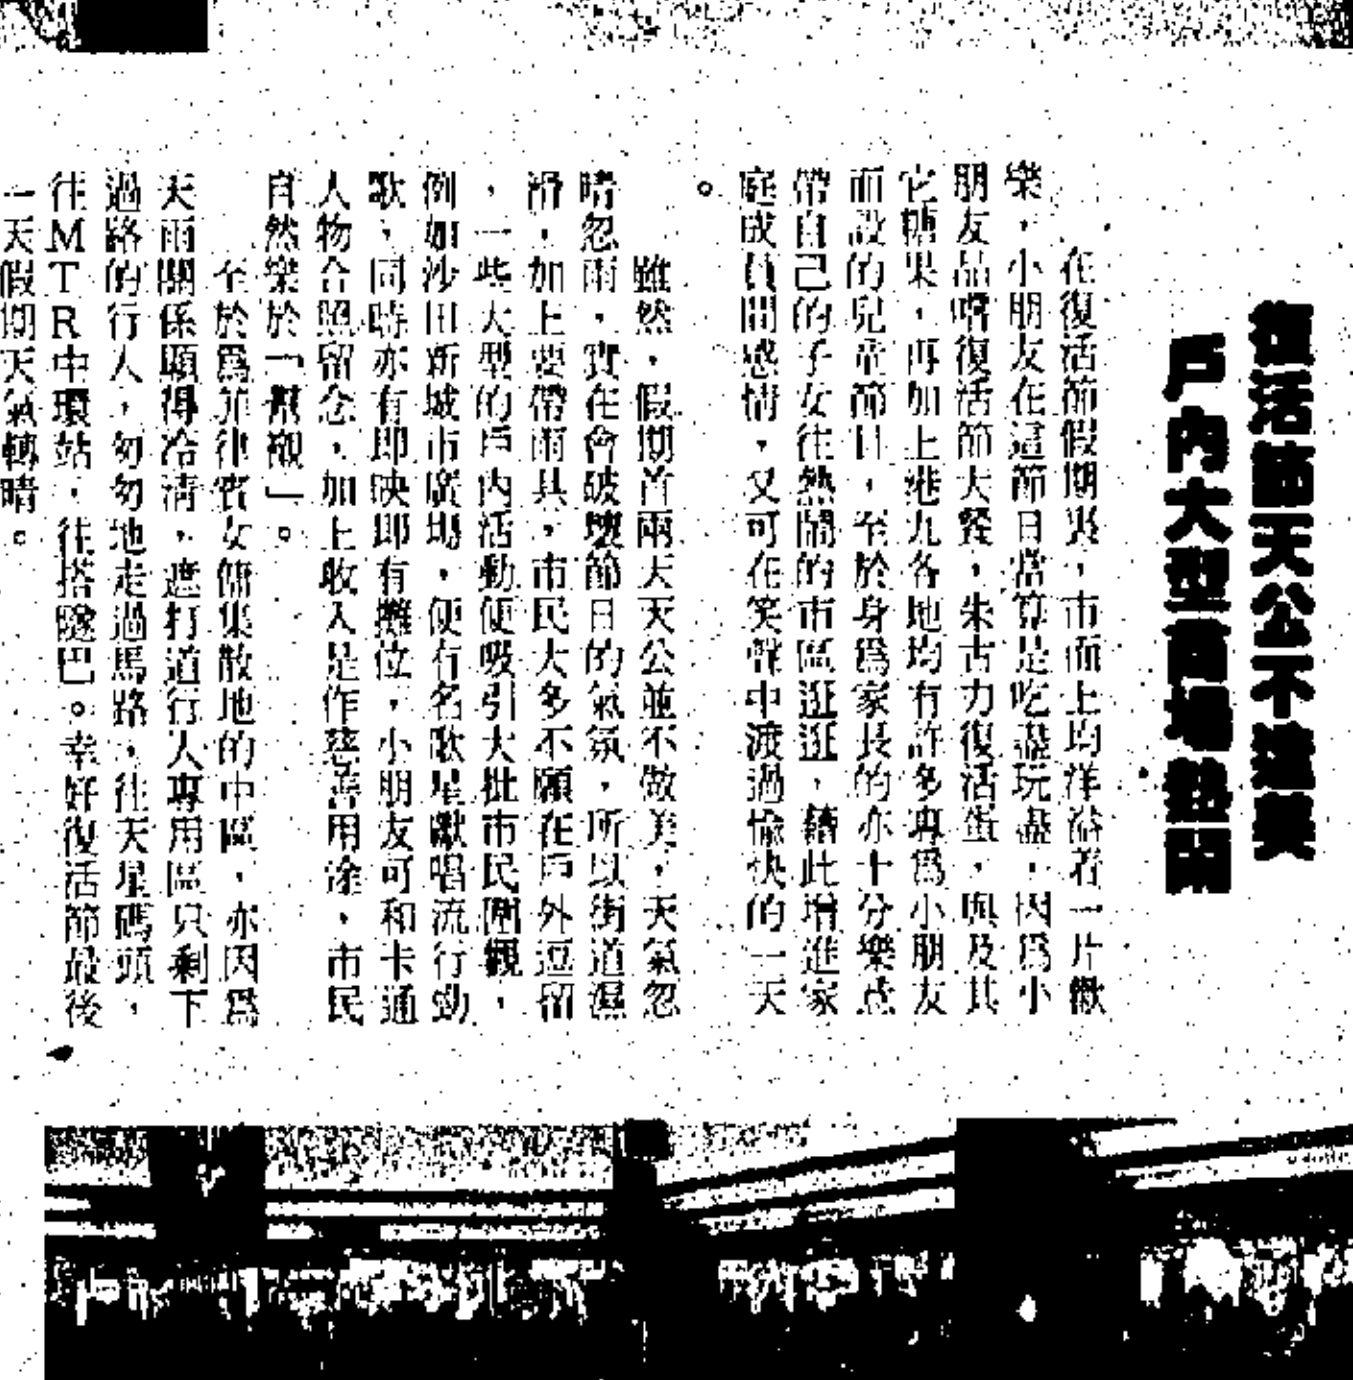 復活節天公不造美
戶內大型商場熱鬧
在復活節假期裏，市面上均洋溢着一片歡
樂，小朋友在這節日當算是吃盡玩盡，因爲小
朋友品嚐復活節大餐，朱古力復活蛋，與及其
它糖果，再加上港九各地均有許多專爲小朋友
而設的兒童節目，至於身爲家長的亦十分樂意
帶自己的子女往熱鬧的市區逛逛，藉此增進家
庭成員間感情，又可在笑聲中渡過愉快的一天
。
雖然，假期首兩天天公並不做美，天氣忽
晴忽雨，實在會破壞節日的氣氛，所以街道濕
滑，加上要帶雨具，市民大多不願在戶外逗留
，一些大型的戶內活動便吸引大批市民圍觀，
例如沙田新城市廣場，便有名歌星獻唱流行勁
歌，同時亦有即映即有攤位，小朋友可和卡通
人物合照留念，加上收入是作慈善用途，市民
自然樂於「幫襯」。
至於爲菲律賓女傭集散地的中區，亦因爲
天雨關係顯得冷清，遮打道行人專用區只剩下
過路的行人，匆匆地走過馬路，往天星碼頭，
往MTR中環站，往搭隧巴。幸好復活節最後
一天假期天氣轉晴。